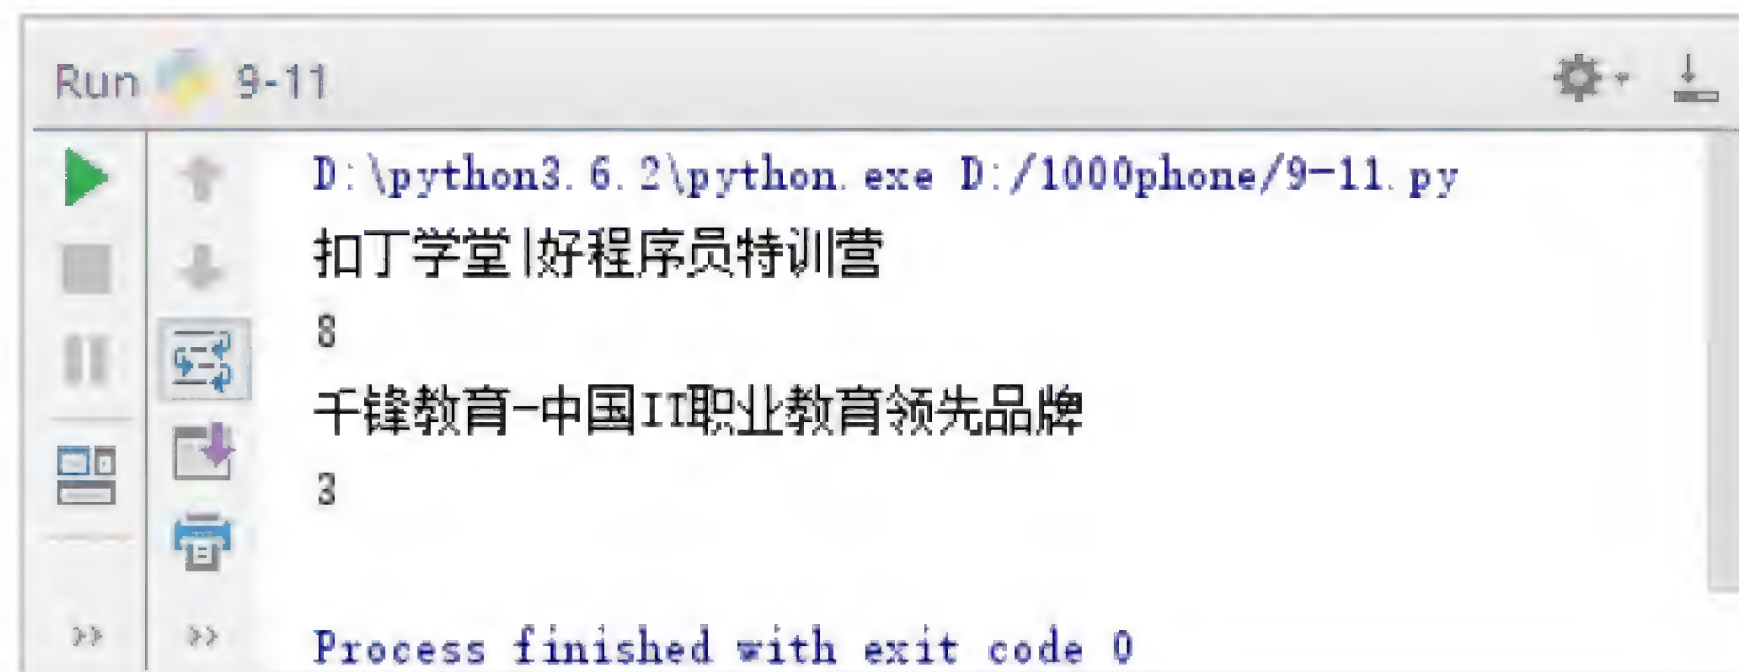 Run 9-11
D:\python3.6.2\python.exe D:/1000phone/9-11.py
扣丁学堂|好程序员特训营
8
千锋教育-中国IT职业教育领先品牌
3
Process finished with exit code 0